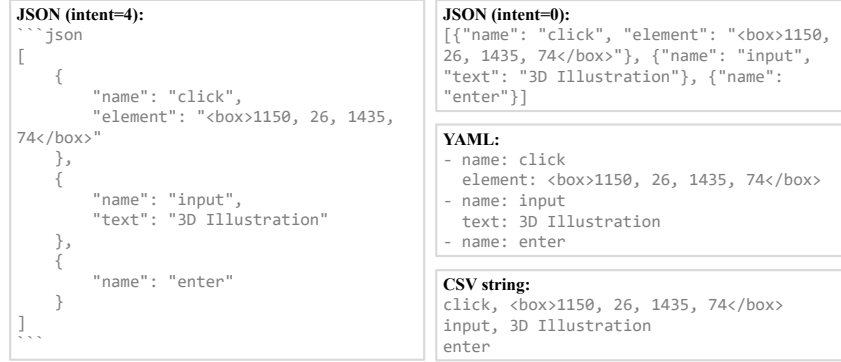 JSON (intent=4):
```json
[
    {
        "name": "click",
        "element": "<box>1150, 26, 1435,
74</box>"
    },
    {
        "name": "input",
        "text": "3D Illustration"
    },
    {
        "name": "enter"
    }
]
```
JSON (intent=0):
[{"name": "click", "element": "<box>1150,
26, 1435, 74</box>"}, {"name": "input",
"text": "3D Illustration"}, {"name":
"enter"}]
YAML:
- name: click
  element: <box>1150, 26, 1435, 74</box>
- name: input
  text: 3D Illustration
- name: enter
CSV string:
click, <box>1150, 26, 1435, 74</box>
input, 3D Illustration
enter